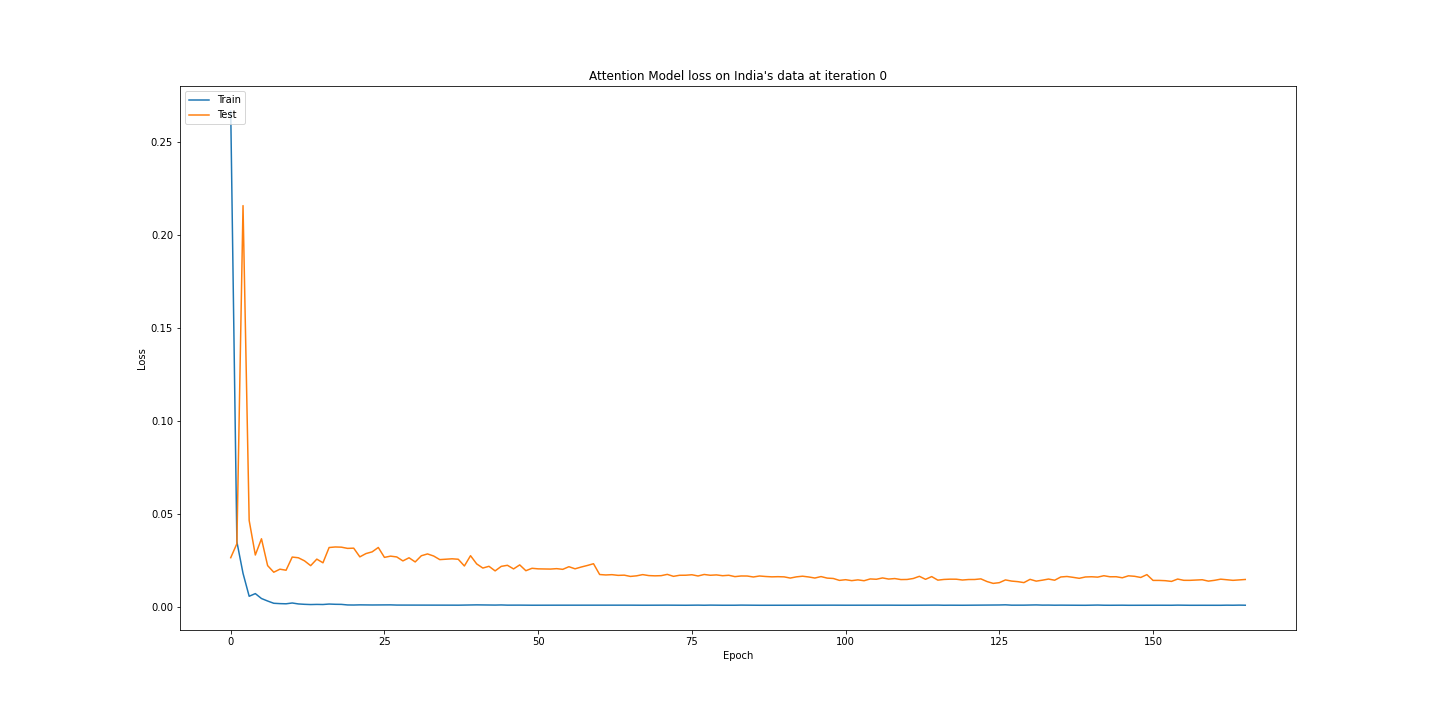 Attention Model loss on India's data at iteration 0
Train
Test
0.25
0.20
0.15
0.10
0.05
0.00
Loss
0 25 50 75 100 125 150
Epoch